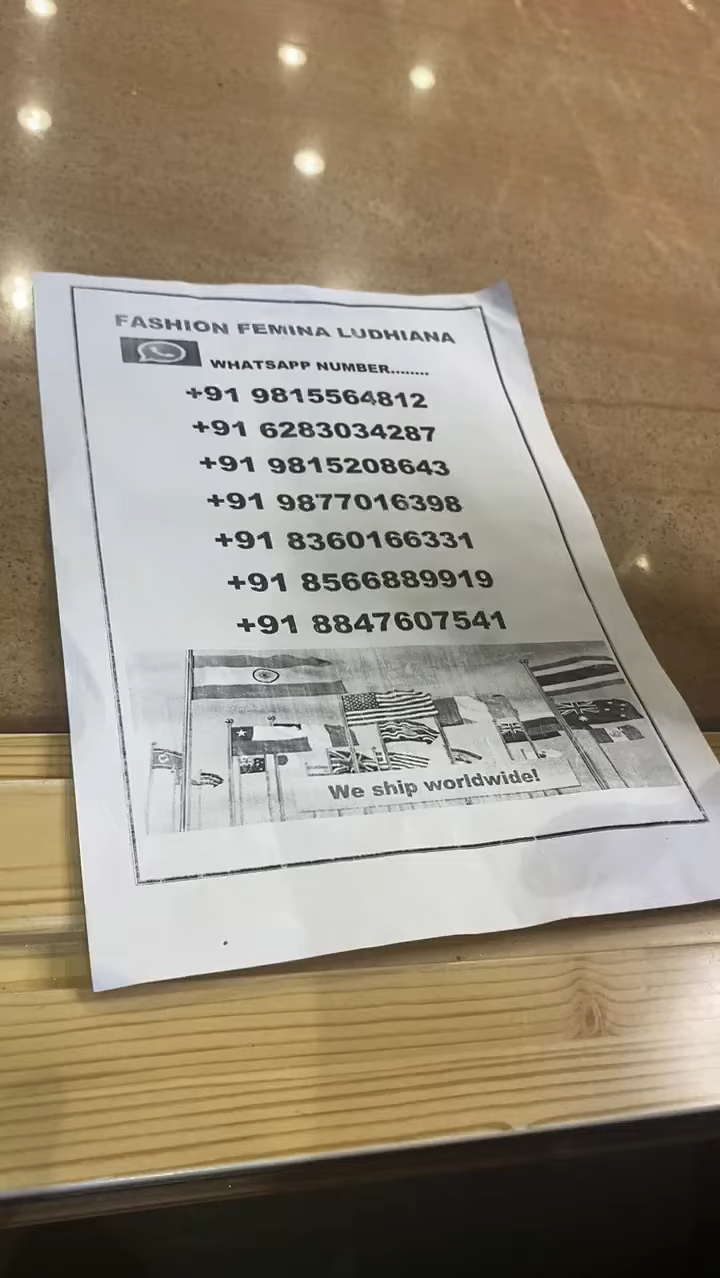 FASHION FEMINA LUDHIANA
WHATSAPP NUMBER........
+91 9815564812
+91 6283034287
+91 9815208643
+91 9877016398
+91 8360166331
+91 8566889919
+91 8847607541
We ship worldwide!